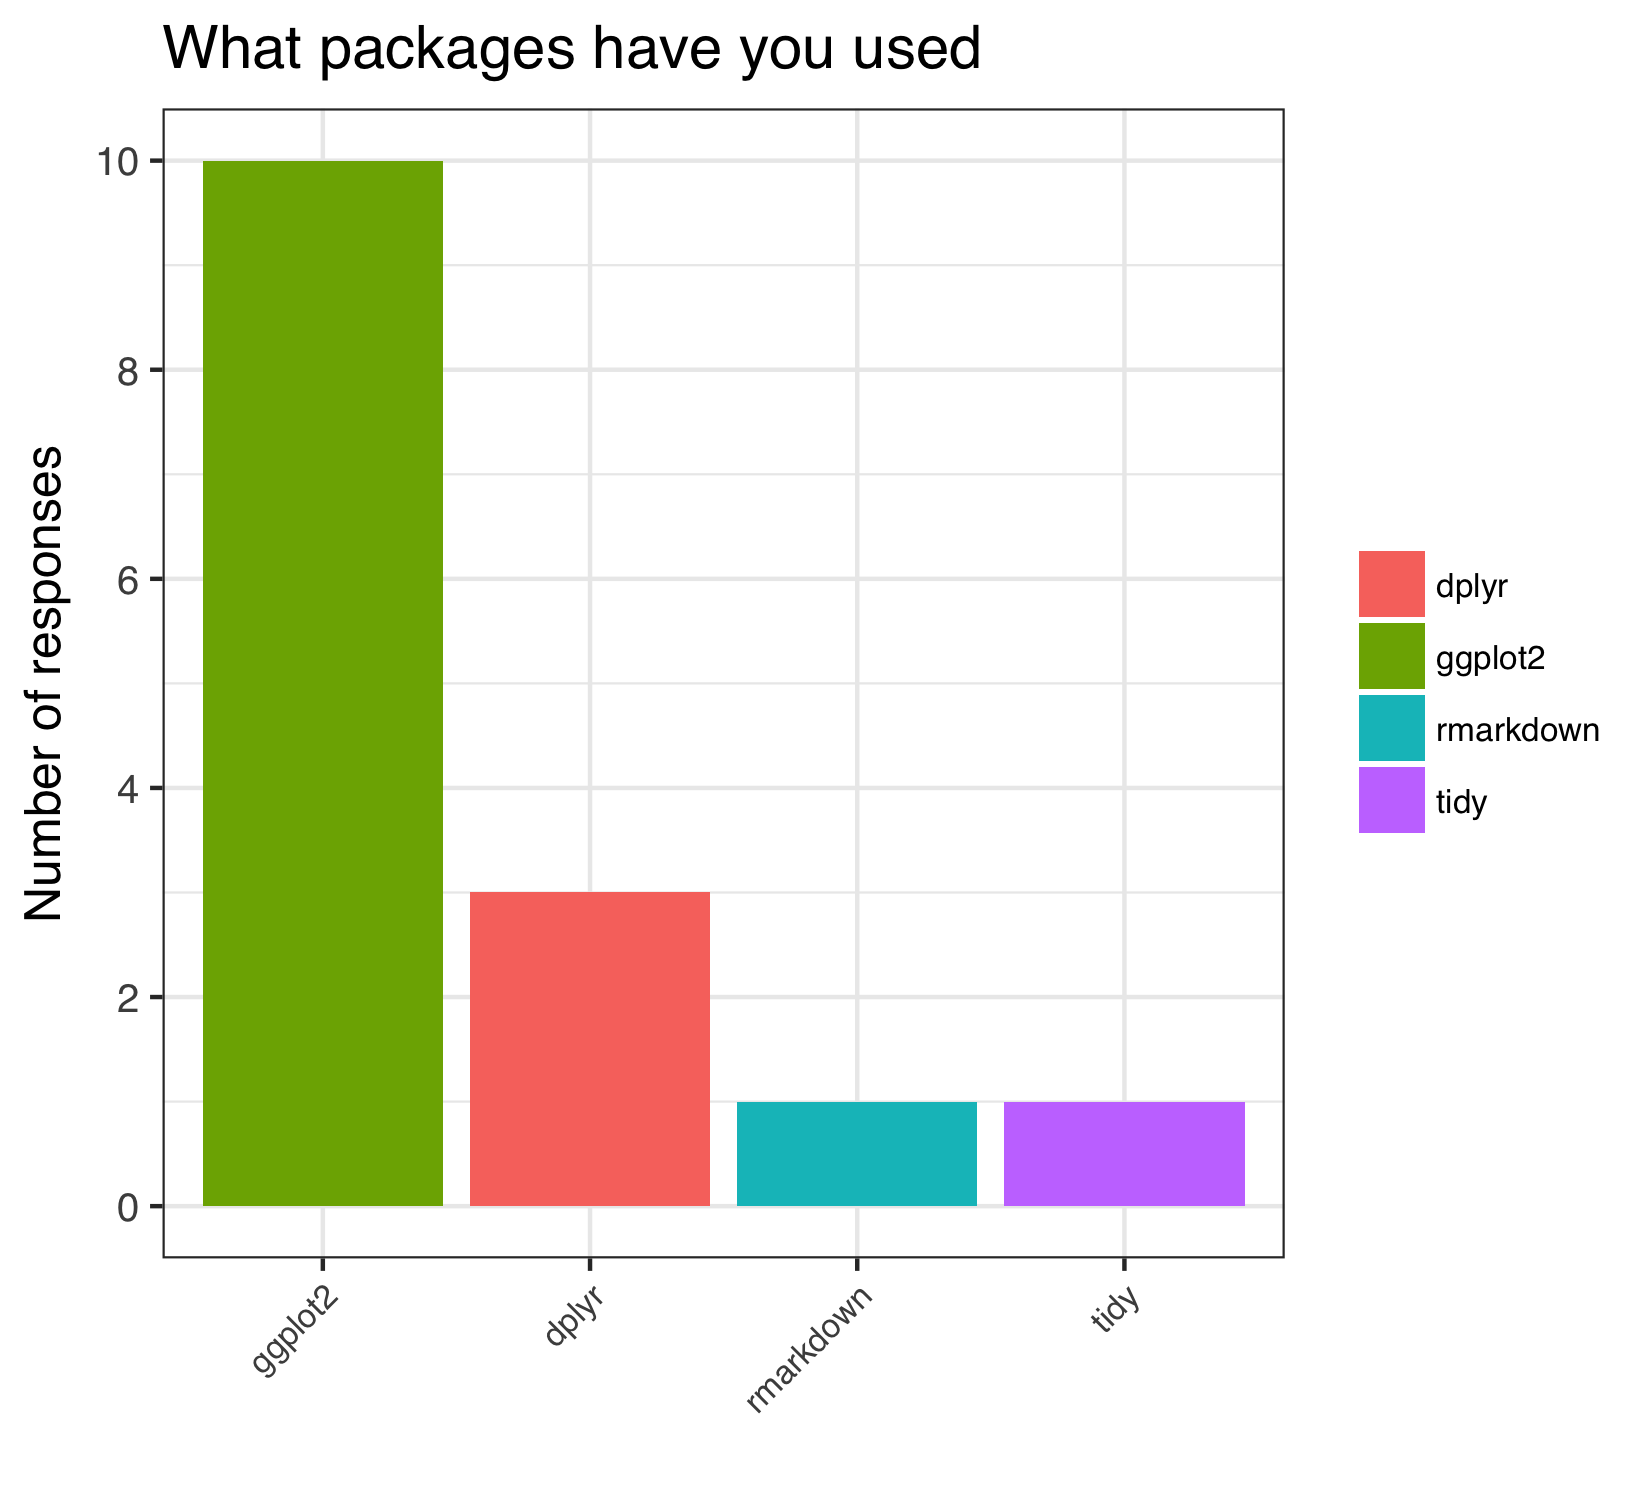 What packages have you used
Number of responses
10
8
6
4
2
0
ggplot2
dplyr
rmarkdown
tidy
dplyr
ggplot2
rmarkdown
tidy